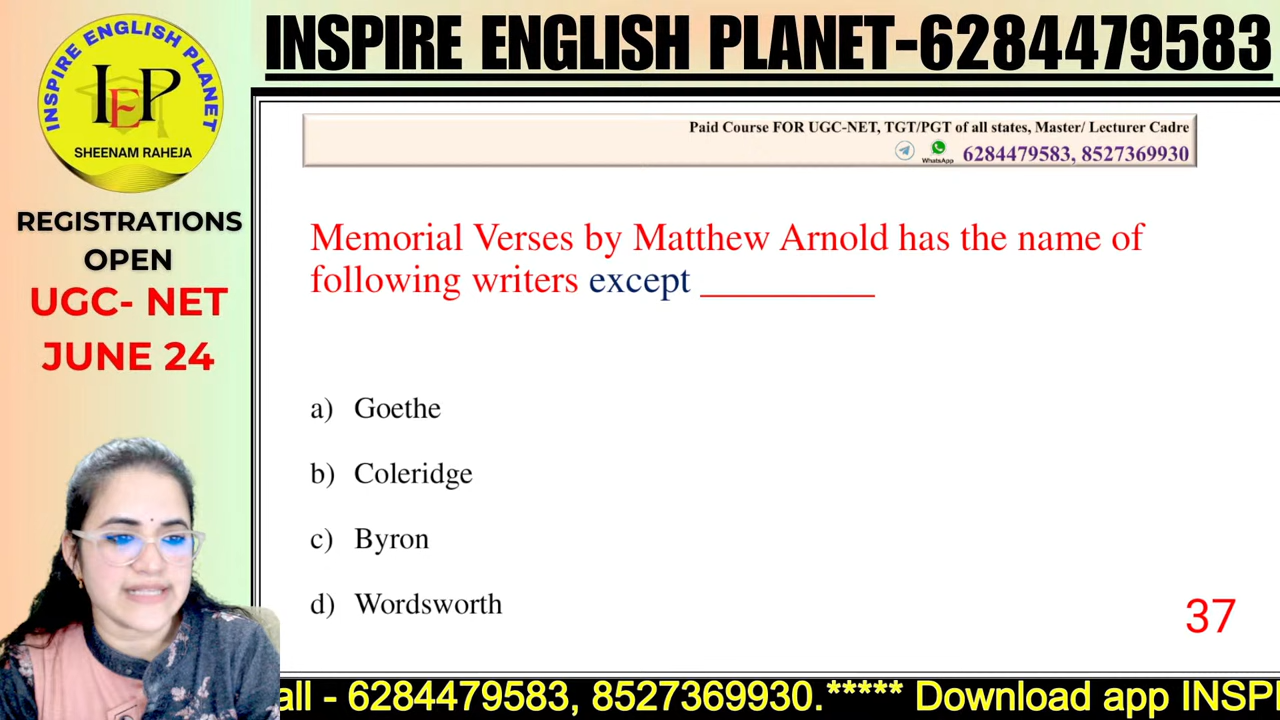 INSPIRE ENGLISH PLANET
IEP
SHEENAM RAHEJA
REGISTRATIONS
OPEN
UGC- NET
JUNE 24
INSPIRE ENGLISH PLANET-6284479583
Paid Course FOR UGC-NET, TGT/PGT of all states, Master/ Lecturer Cadre
WhatsApp 6284479583, 8527369930
Memorial Verses by Matthew Arnold has the name of
following writers except __________
a) Goethe
b) Coleridge
c) Byron
d) Wordsworth
37
all - 6284479583, 8527369930.***** Download app INSPI